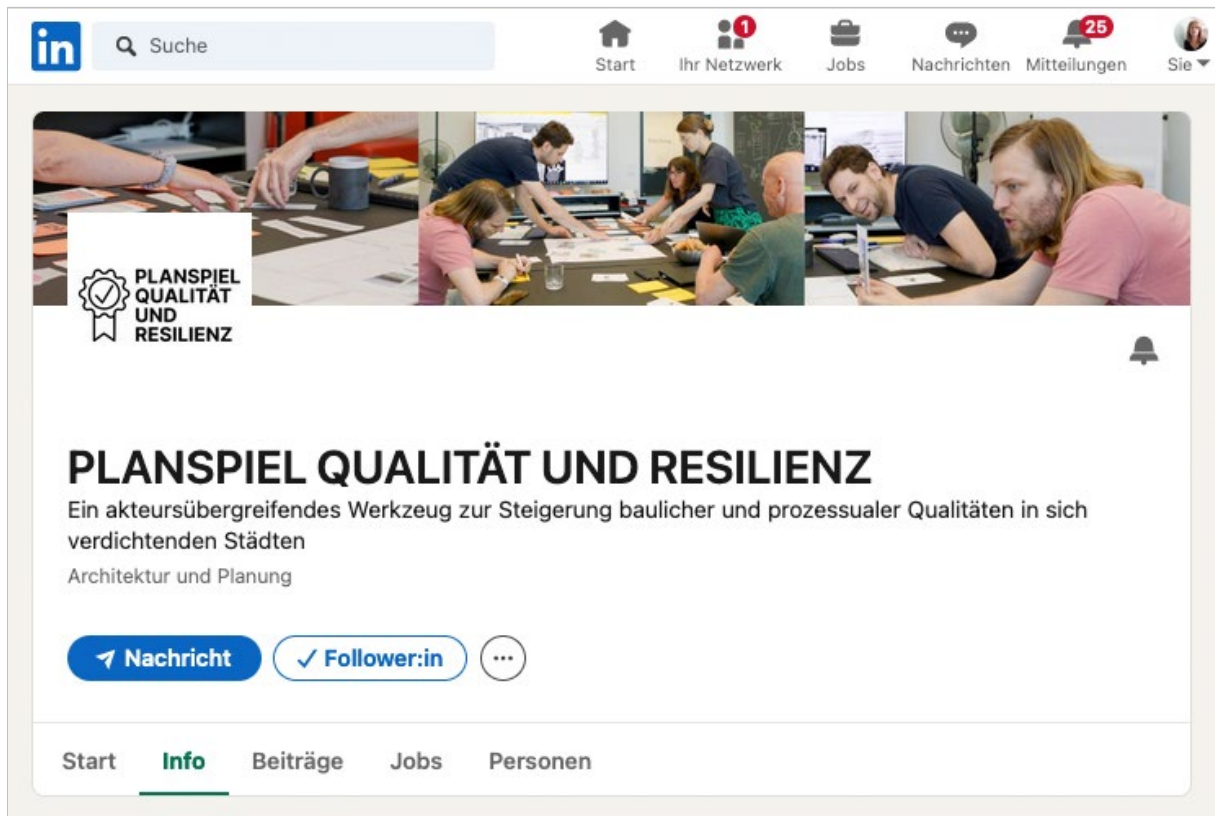 in
Suche
1
25
Start
Ihr Netzwerk
Jobs
Nachrichten
Mitteilungen
Sie
PLANSPIEL
QUALITÄT
UND
RESILIENZ
PLANSPIEL QUALITÄT UND RESILIENZ
Ein akteursübergreifendes Werkzeug zur Steigerung baulicher und prozessualer Qualitäten in sich
verdichtenden Städten
Architektur und Planung
Nachricht
Follower:in
Start
Info
Beiträge
Jobs
Personen